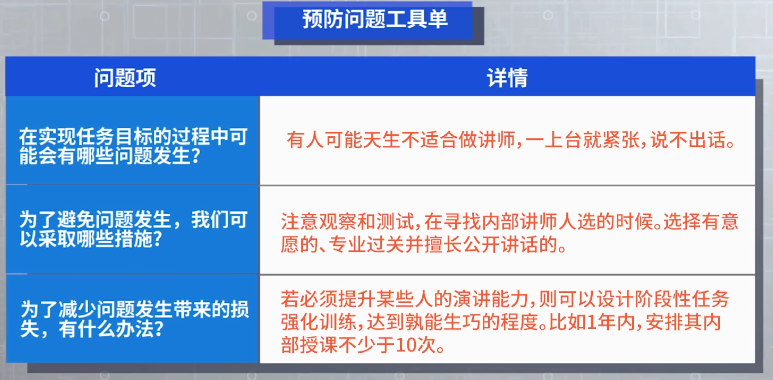 预防问题工具单
问题项
详情
在实现任务目标的过程中可
能会有哪些问题发生？
有人可能天生不适合做讲师，一上台就紧张，说不出话。
为了避免问题发生，我们可
以采取哪些措施？
注意观察和测试，在寻找内部讲师人选的时候。选择有意
愿的、专业过关并擅长公开讲话的。
为了减少问题发生带来的损
失，有什么办法？
若必须提升某些人的演讲能力，则可以设计阶段性任务
强化训练，达到孰能生巧的程度。比如1年内，安排其内
部授课不少于10次。